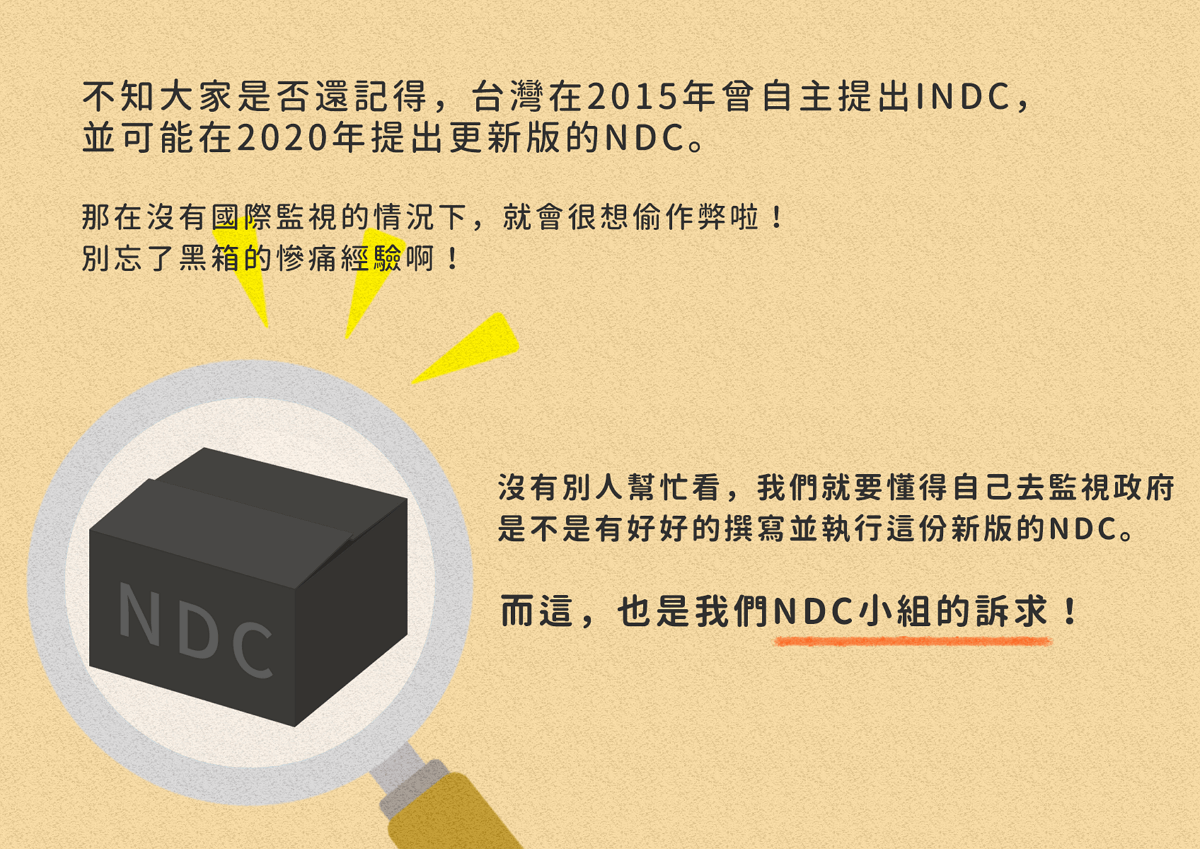 不知大家是否還記得，台灣在2015年曾自主提出INDC，
並可能在2020年提出更新版的NDC。
那在沒有國際監視的情況下，就會很想偷作弊啦！
別忘了黑箱的慘痛經驗啊！
沒有別人幫忙看，我們就要懂得自己去監視政府
是不是有好好的撰寫並執行這份新版的NDC。
而這，也是我們NDC小組的訴求！
NDC